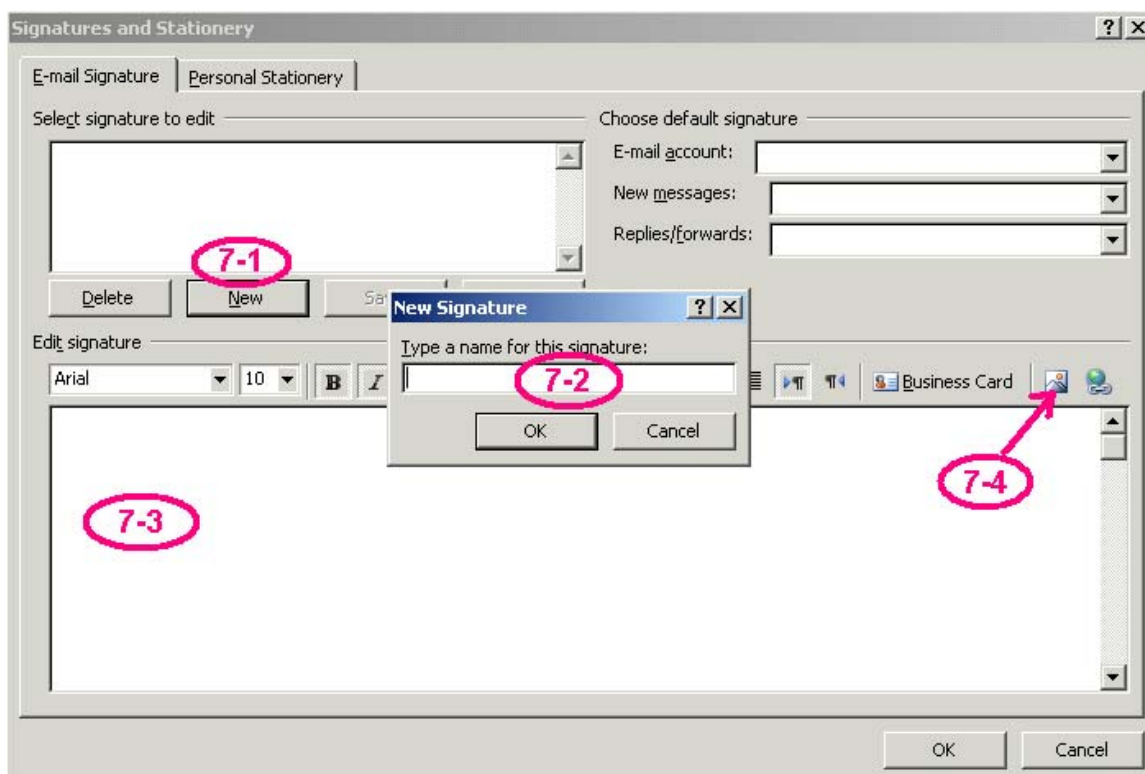 Signatures and Stationery
E-mail Signature Personal Stationery
Select signature to edit
Choose default signature
E-mail account:
New messages:
Replies/forwards:
7-1
Delete New
New Signature
Type a name for this signature:
7-2
OK Cancel
Edit signature
Arial 10 B I Business Card
7-4
7-3
OK Cancel